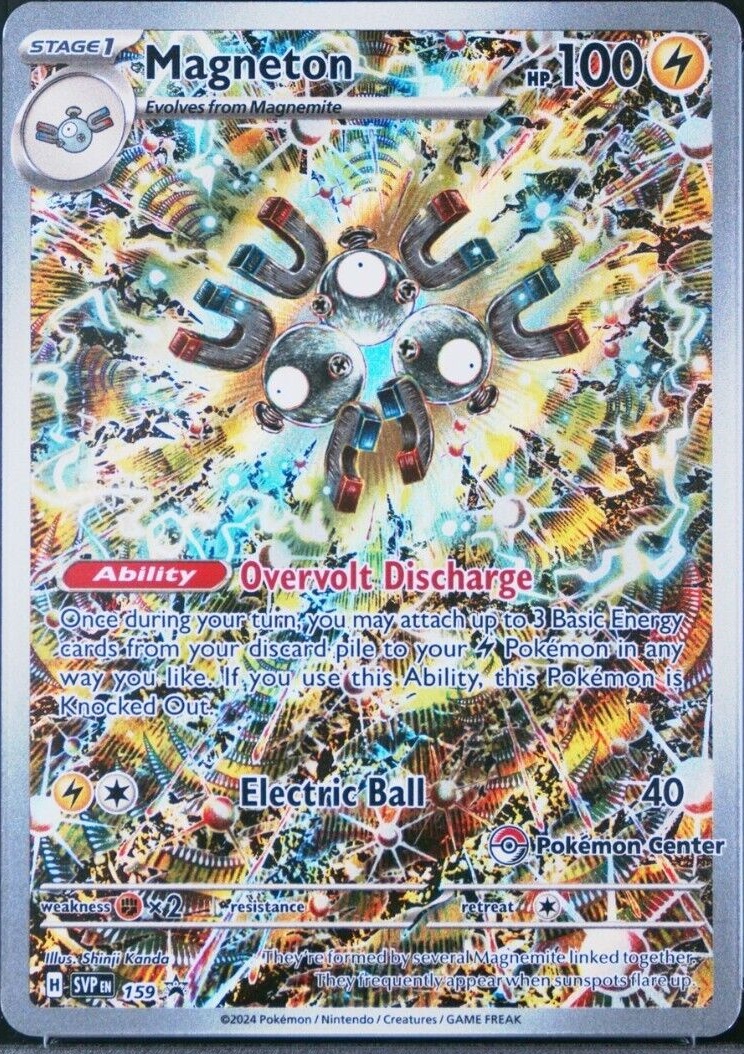 STAGE1
Magneton
HP 100
Evolves from Magnemite
Ability Overvolt Discharge
Once during your turn, you may attach up to 3 Basic Energy
cards from your discard pile to your Pokémon in any
way you like. If you use this Ability, this Pokémon is
Knocked Out.
Electric Ball 40
Pokémon Center
weakness ×2 resistance retreat
Illus. Shinji Kanda
They're formed by several Magnemite linked together.
They frequently appear when sunspots flare up.
H SVP EN 159
©2024 Pokémon / Nintendo / Creatures / GAME FREAK